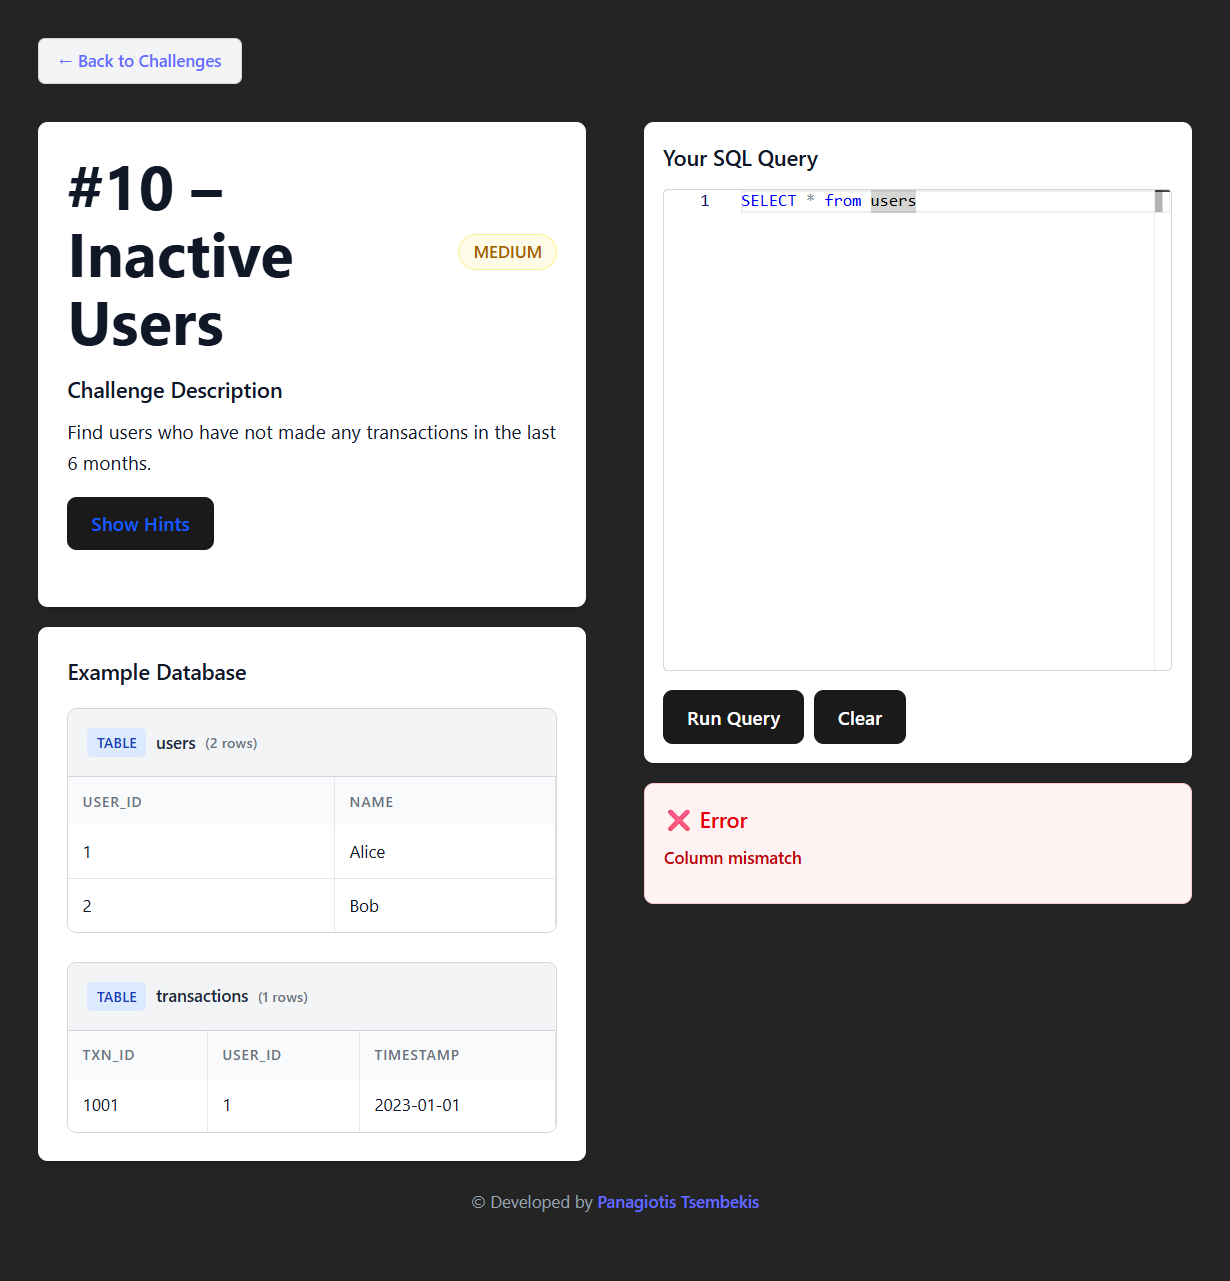 ← Back to Challenges
#10 –
Inactive
Users
MEDIUM
Challenge Description
Find users who have not made any transactions in the last
6 months.
Show Hints
Example Database
TABLE users (2 rows)
USER_ID NAME
1 Alice
2 Bob
TABLE transactions (1 rows)
TXN_ID USER_ID TIMESTAMP
1001 1 2023-01-01
Your SQL Query
1 SELECT * from users
Run Query Clear
❌ Error
Column mismatch
© Developed by Panagiotis Tsembekis